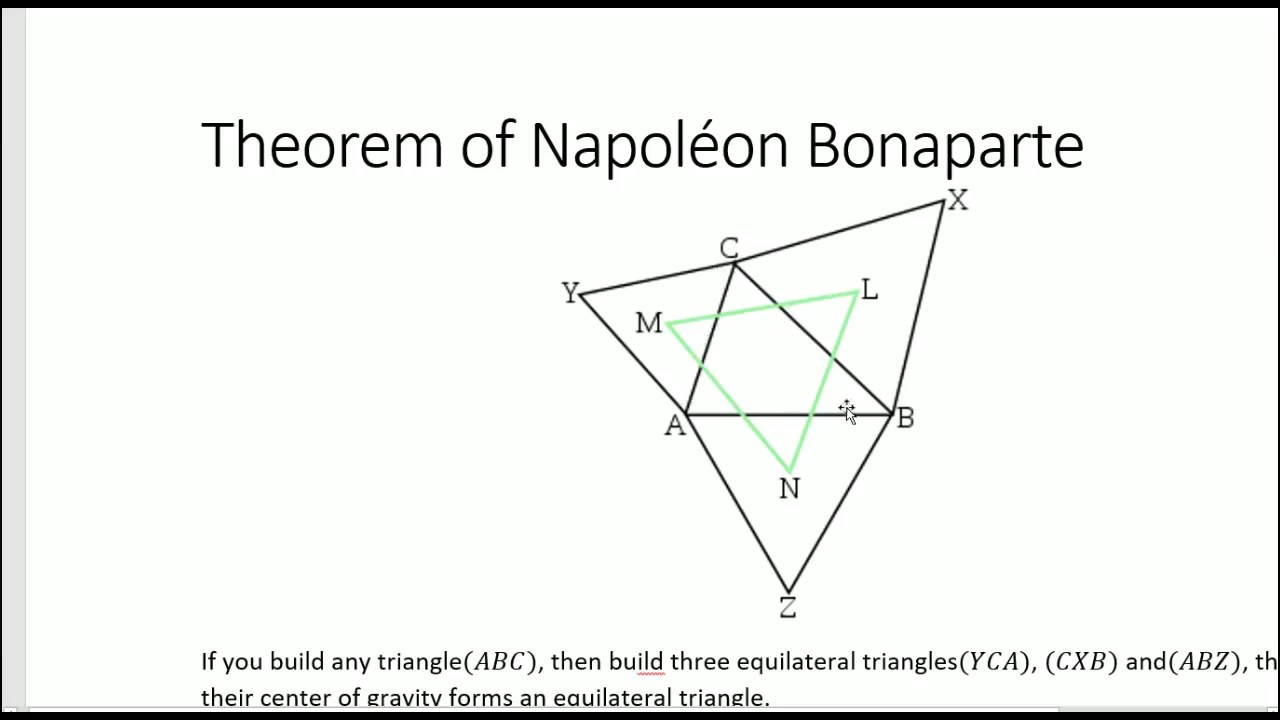 Theorem of Napoléon Bonaparte
X
C
Y
L
M
A
B
N
Z
If you build any triangle(ABC), then build three equilateral triangles(YCA), (CXB) and(ABZ), th
their center of gravity forms an equilateral triangle.